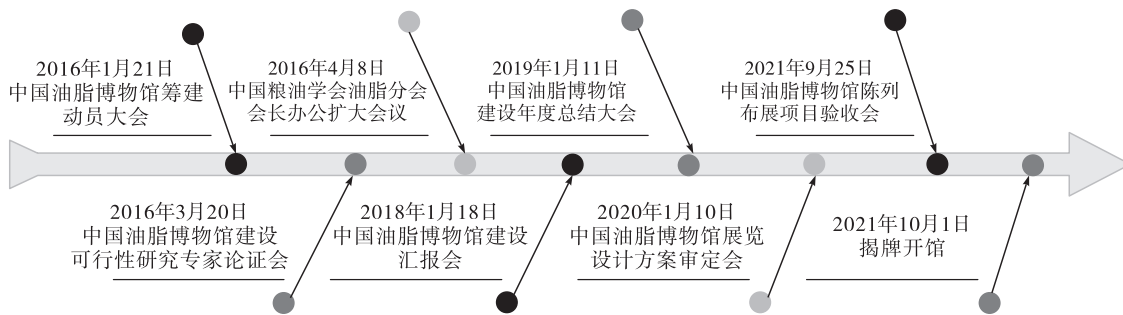 2016年1月21日
中国油脂博物馆筹建
动员大会
2016年4月8日
中国粮油学会油脂分会
会长办公扩大会议
2019年1月11日
中国油脂博物馆
建设年度总结大会
2021年9月25日
中国油脂博物馆陈列
布展项目验收会
2016年3月20日
中国油脂博物馆建设
可行性研究专家论证会
2018年1月18日
中国油脂博物馆建设
汇报会
2020年1月10日
中国油脂博物馆展览
设计方案审定会
2021年10月1日
揭牌开馆